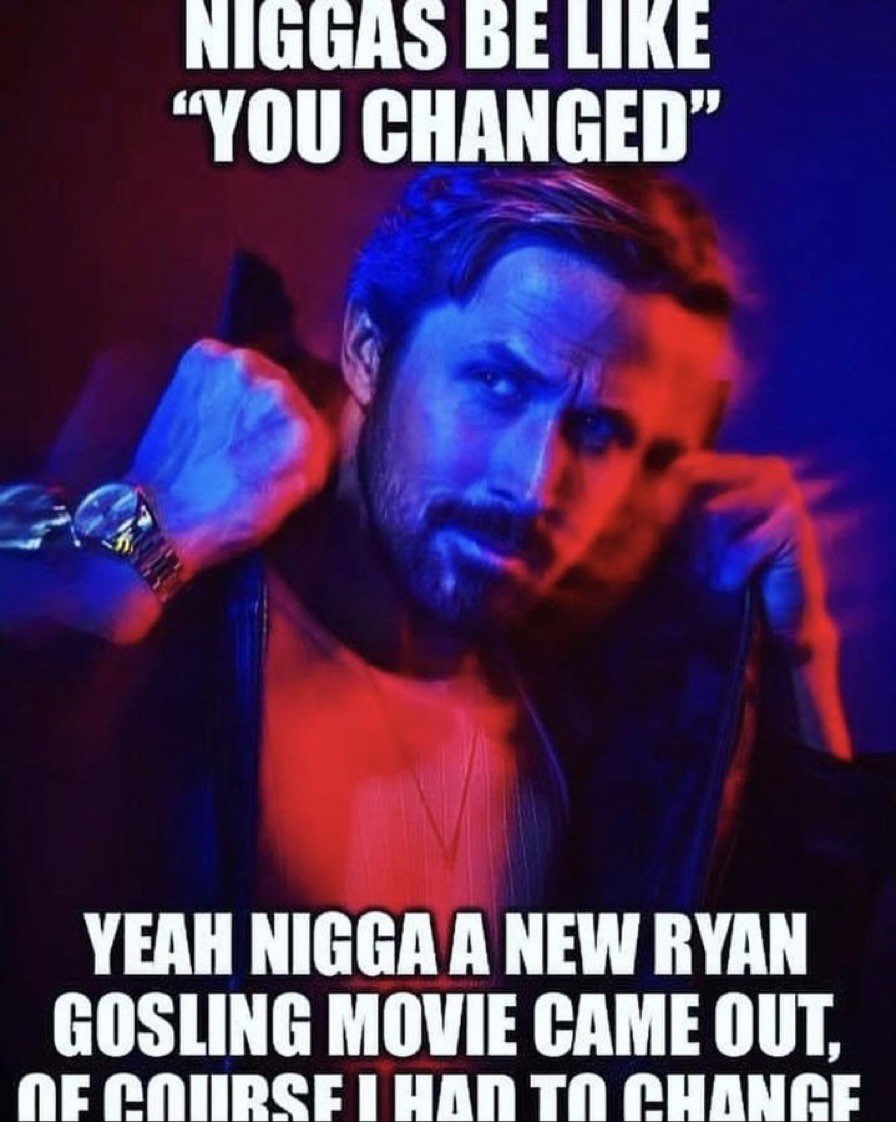 NIGGAS BE LIKE
“YOU CHANGED”
YEAH NIGGA A NEW RYAN
GOSLING MOVIE CAME OUT,
OF COURSE I HAD TO CHANGE